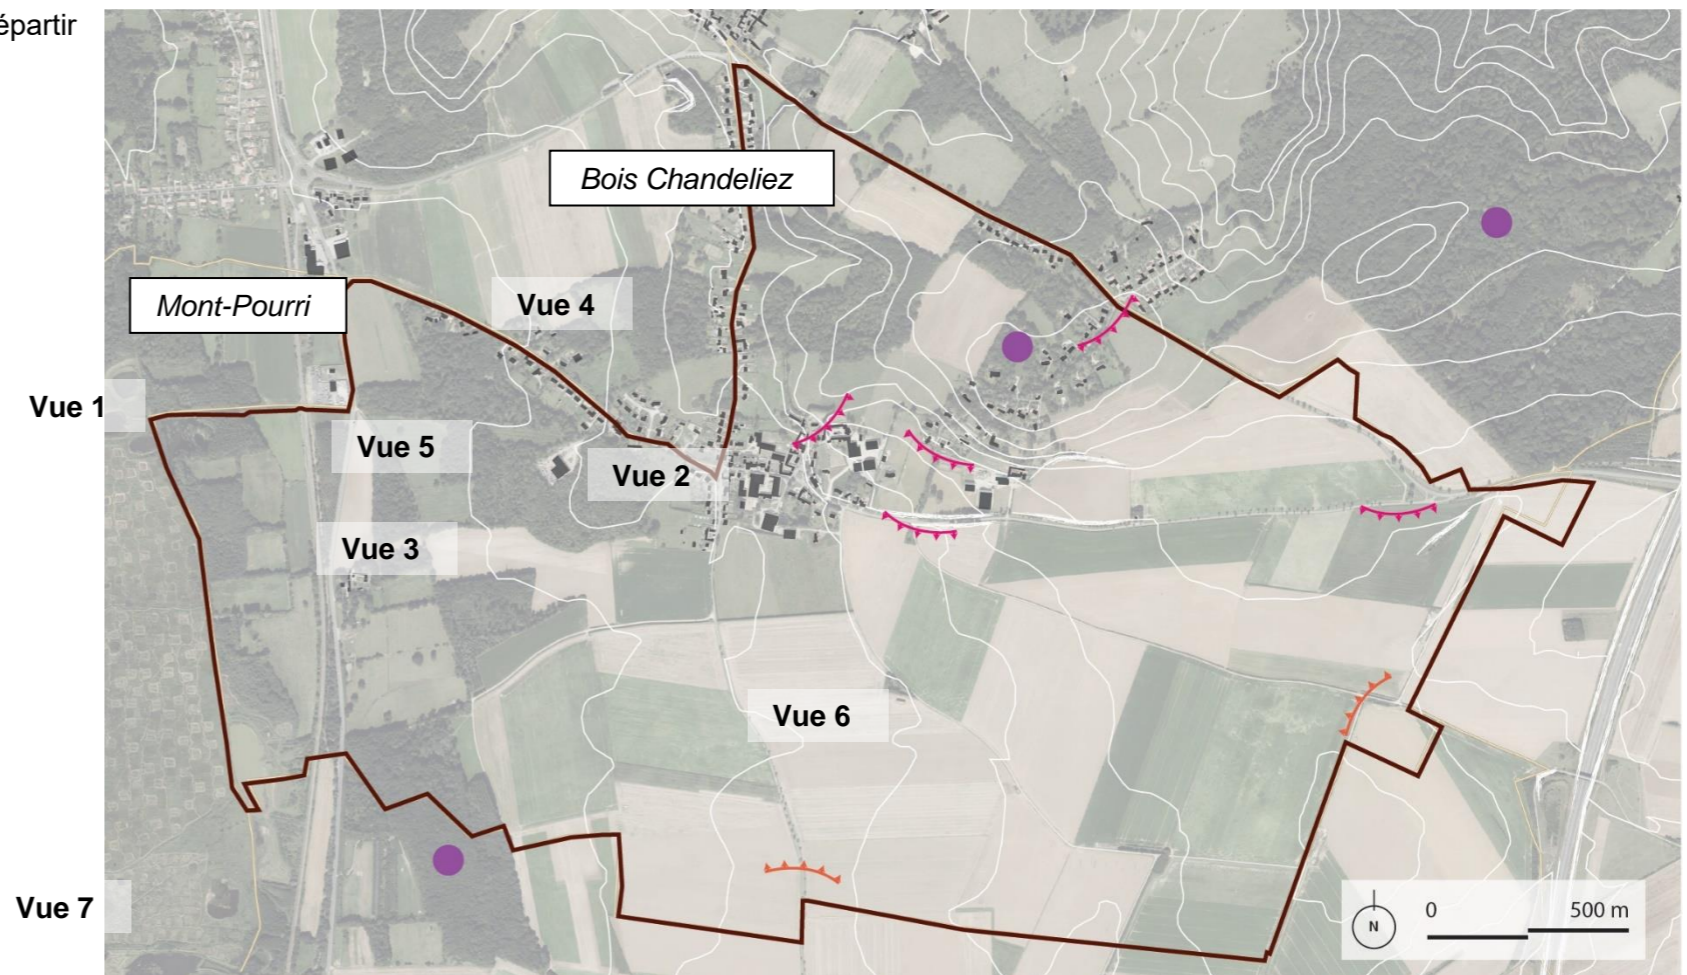 épartir
Bois Chandeliez
Mont-Pourri
Vue 4
Vue 1
Vue 5
Vue 2
Vue 3
Vue 6
Vue 7
0 500 m
N